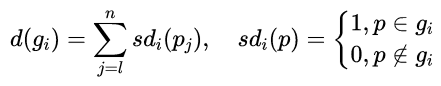 d(g_i) = \sum_{j=l}^{n} sd_i(p_j), \quad sd_i(p) = \begin{cases} 1, p \in g_i \\ 0, p \notin g_i \end{cases}